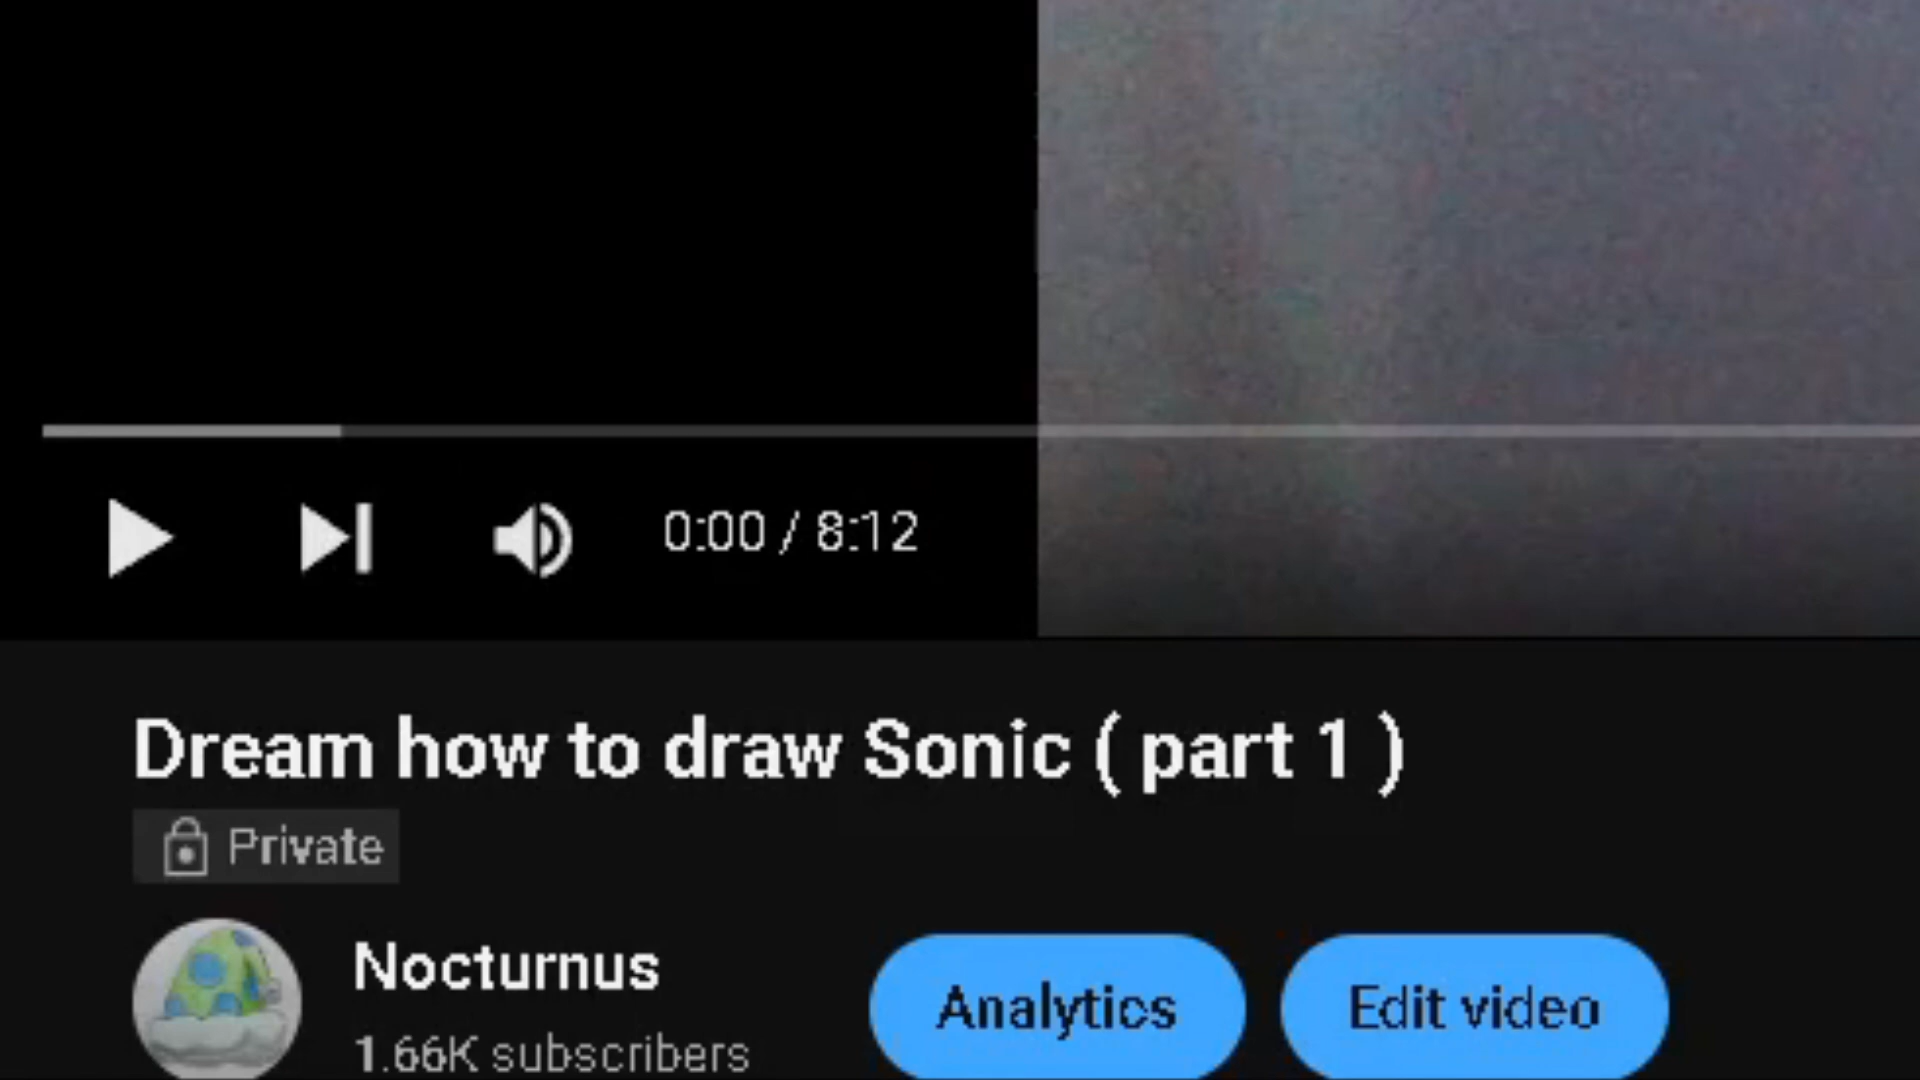 0:00 / 8:12
Dream how to draw Sonic ( part 1 )
Private
Nocturnus
1.66K subscribers
Analytics
Edit video